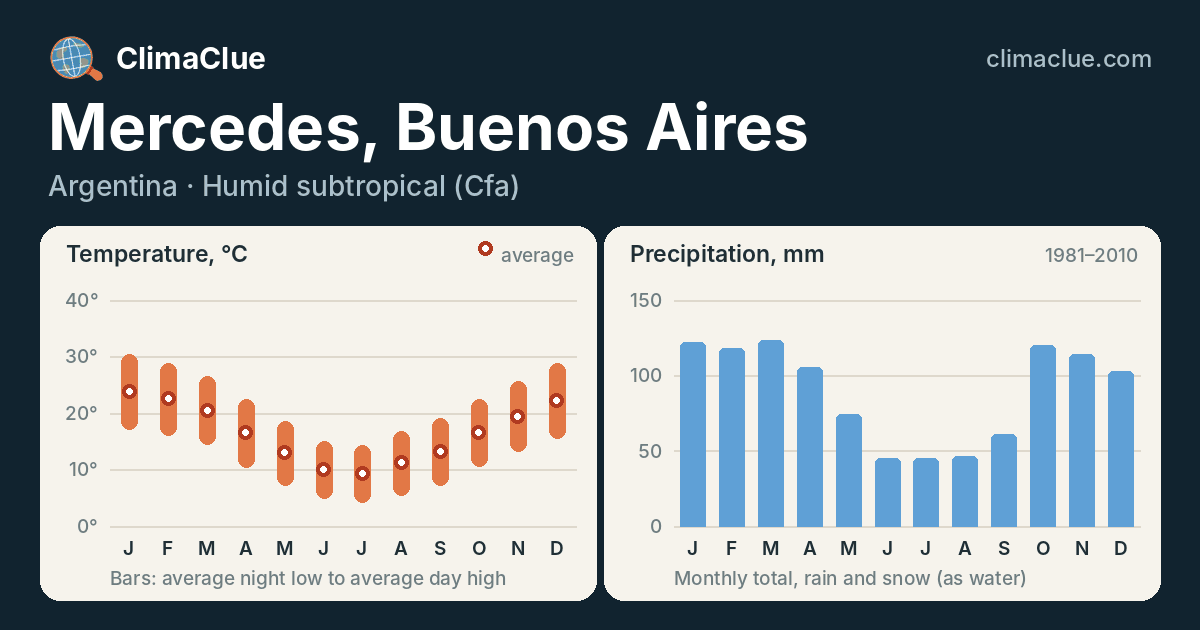 ClimaClue
climaclue.com
Mercedes, Buenos Aires
Argentina · Humid subtropical (Cfa)
Temperature, °C
average
40°
30°
20°
10°
0°
J F M A M J J A S O N D
Bars: average night low to average day high
Precipitation, mm
1981–2010
150
100
50
0
J F M A M J J A S O N D
Monthly total, rain and snow (as water)